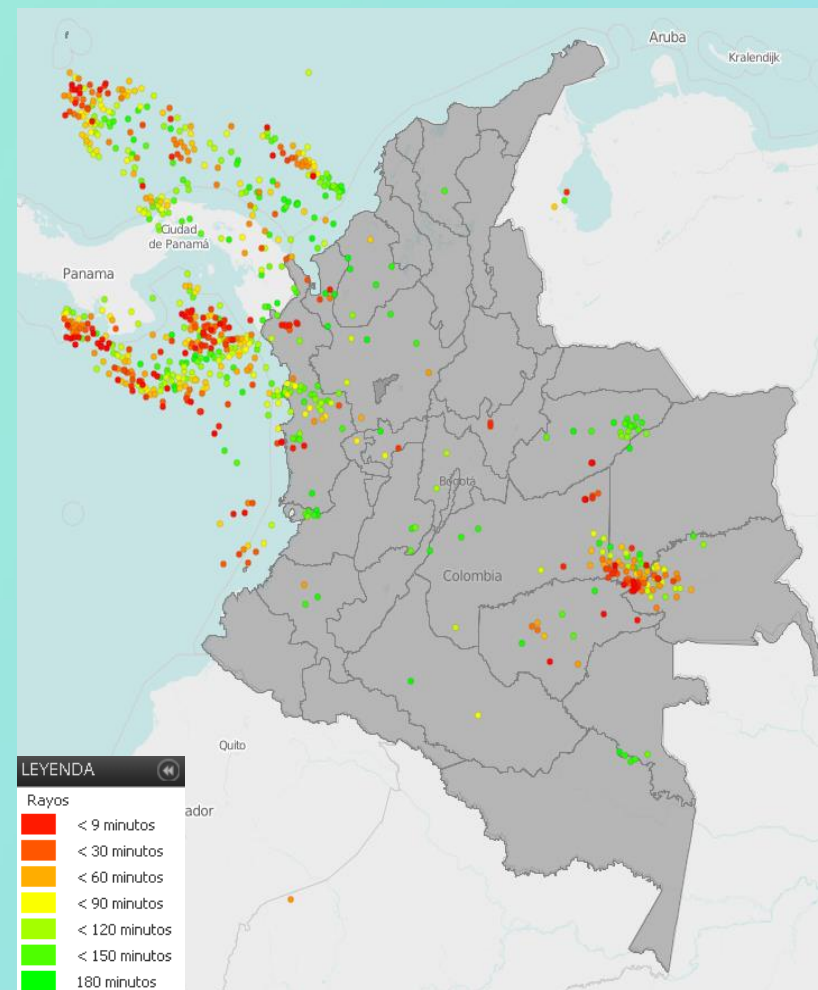 Aruba
Kralendijk
Ciudad
de Panamá
Panama
Bogotá
Colombia
Quito
ador
LEYENDA
Rayos
< 9 minutos
< 30 minutos
< 60 minutos
< 90 minutos
< 120 minutos
< 150 minutos
180 minutos